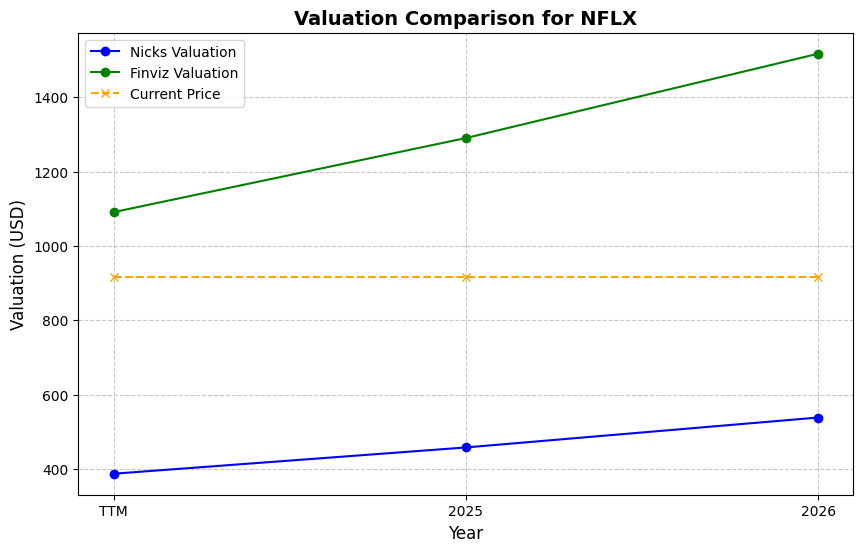 Valuation Comparison for NFLX
Nicks Valuation
Finviz Valuation
Current Price
Valuation (USD)
1400
1200
1000
800
600
400
TTM
2025
2026
Year